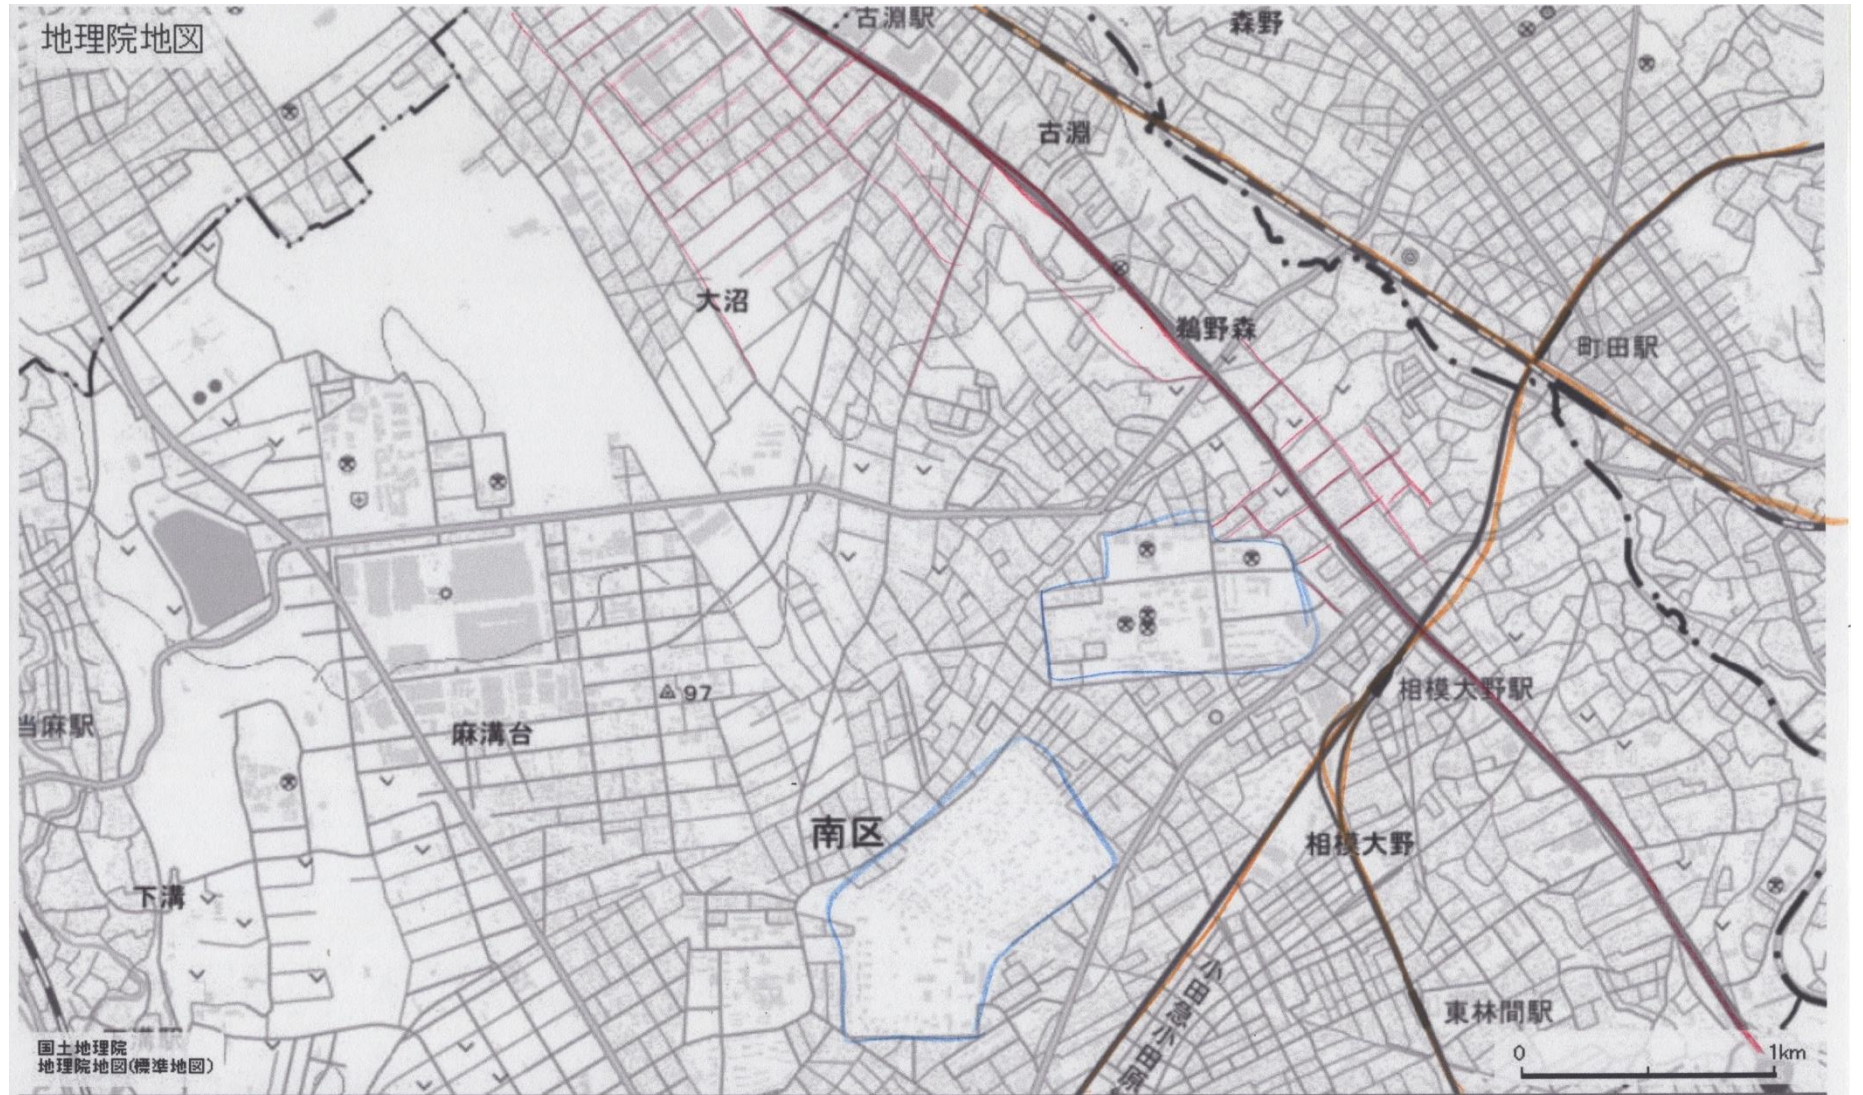 地理院地図
古淵駅
森野
古淵
大沼
鵜野森
町田駅
97
相模大野駅
当麻駅
麻溝台
南区
相模大野
下溝
小田急小田原
東林間駅
国土地理院
地理院地図(標準地図)
0
1km